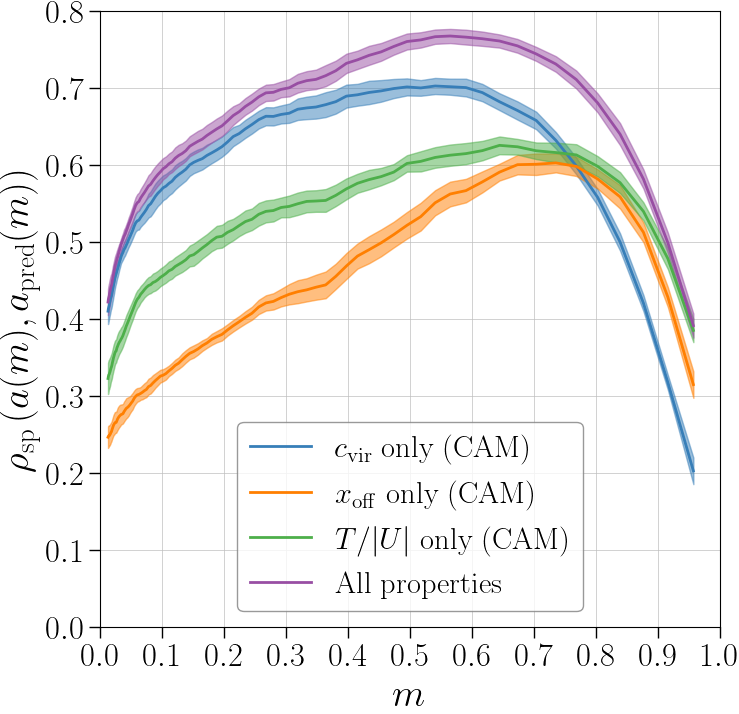 0.8
0.7
0.6
0.5
0.4
0.3
0.2
0.1
0.0
ρsp (a(m), apred(m))
cvir only (CAM)
xoff only (CAM)
T/|U| only (CAM)
All properties
0.0 0.1 0.2 0.3 0.4 0.5 0.6 0.7 0.8 0.9 1.0
m